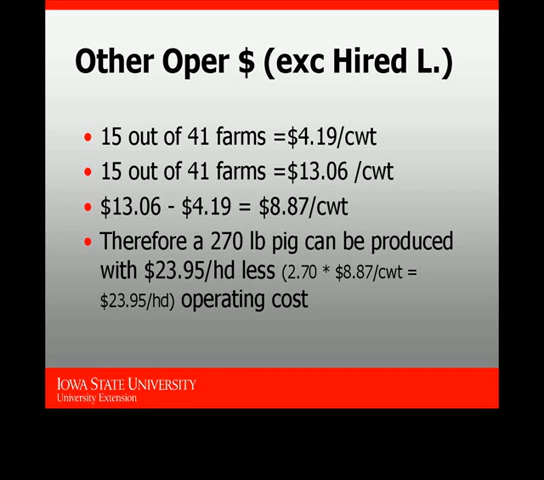 Other Oper $ (exc Hired L.)
• 15 out of 41 farms =$4.19/cwt
• 15 out of 41 farms =$13.06 /cwt
• $13.06 - $4.19 = $8.87/cwt
• Therefore a 270 lb pig can be produced
with $23.95/hd less (2.70 * $8.87/cwt =
$23.95/hd) operating cost
IOWA STATE UNIVERSITY
University Extension